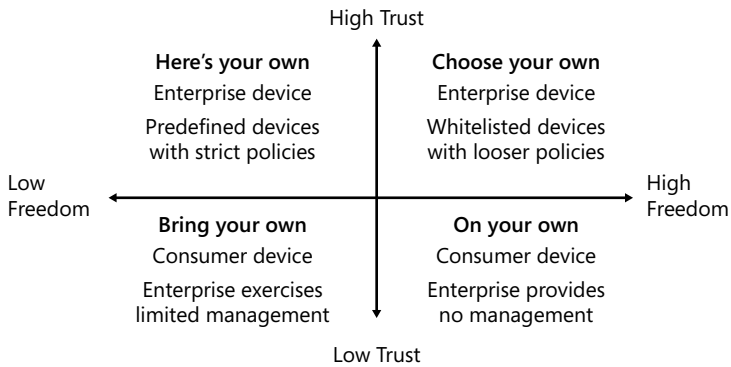 High Trust
Here's your own
Enterprise device
Predefined devices
with strict policies
Choose your own
Enterprise device
Whitelisted devices
with looser policies
Low
Freedom
High
Freedom
Bring your own
Consumer device
Enterprise exercises
limited management
On your own
Consumer device
Enterprise provides
no management
Low Trust